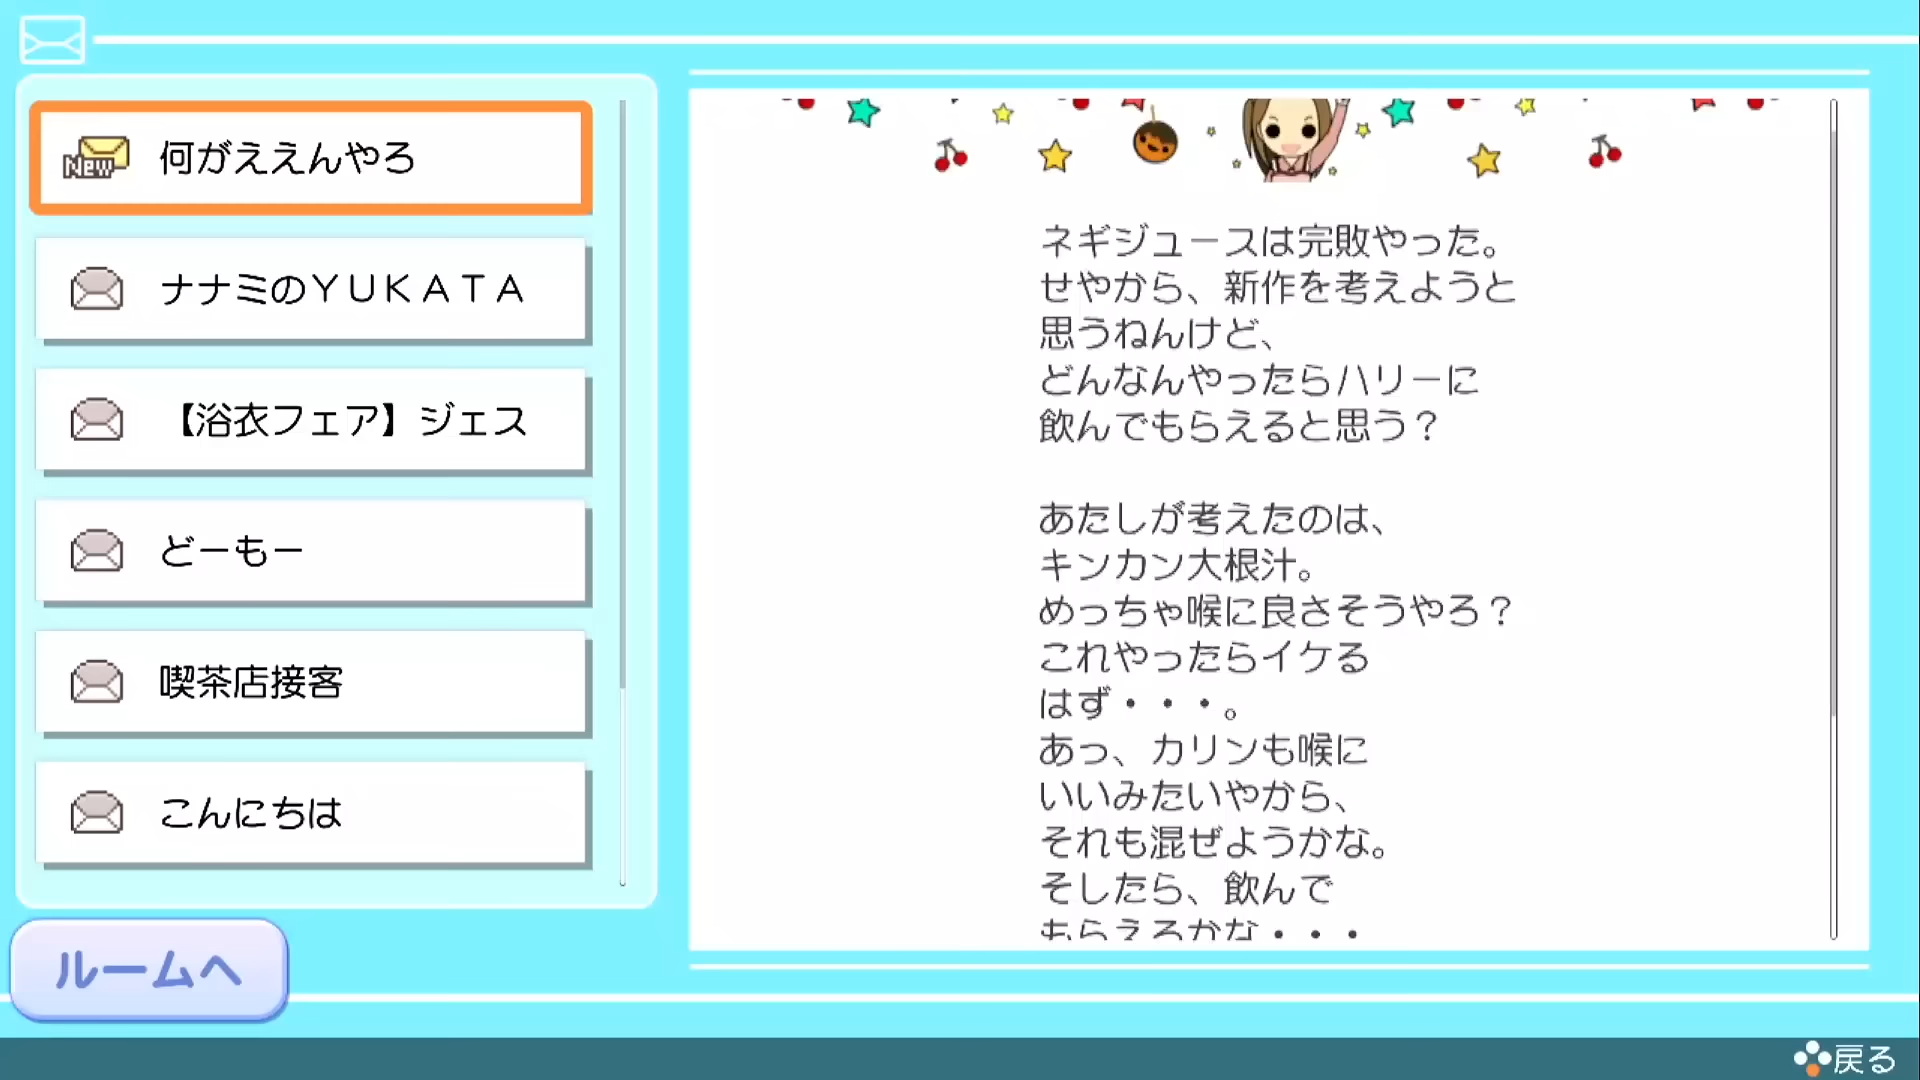 New 何がええんやろ
ナナミのＹＵＫＡＴＡ
【浴衣フェア】ジェス
どーもー
喫茶店接客
こんにちは
ルームへ
ネギジュースは完敗やった。
せやから、新作を考えようと
思うねんけど、
どんなんやったらハリーに
飲んでもらえると思う？
あたしが考えたのは、
キンカン大根汁。
めっちゃ喉に良さそうやろ？
これやったらイケる
はず・・・。
あっ、カリンも喉に
いいみたいやから、
それも混ぜようかな。
そしたら、飲んで
もらえるかな・・・
戻る